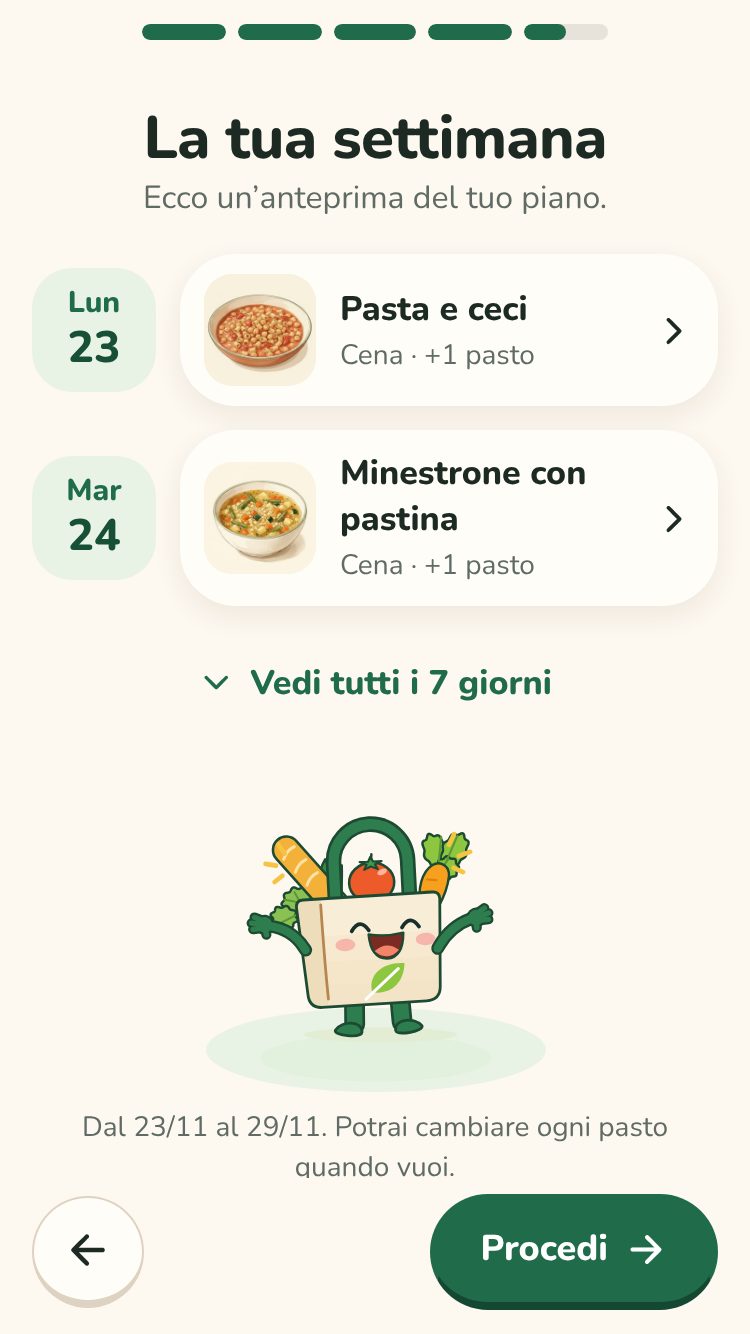 La tua settimana
Ecco un’anteprima del tuo piano.
Lun
23
Pasta e ceci
Cena · +1 pasto
Mar
24
Minestrone con
pastina
Cena · +1 pasto
Vedi tutti i 7 giorni
Dal 23/11 al 29/11. Potrai cambiare ogni pasto
quando vuoi.
Procedi